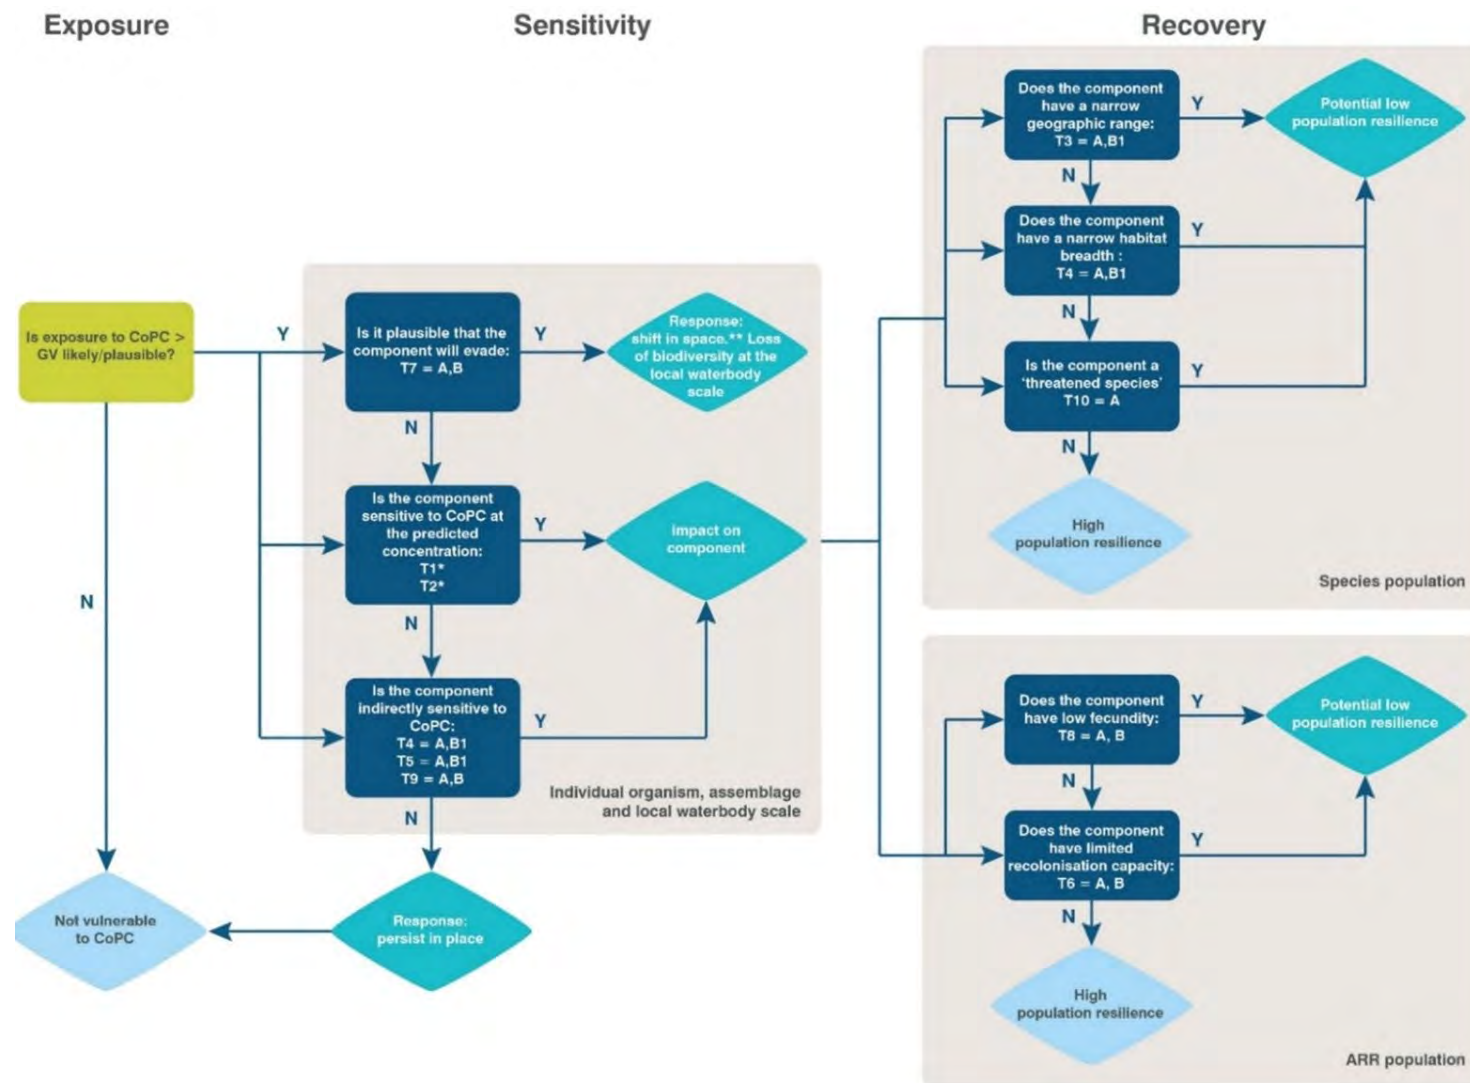 Exposure
Sensitivity
Recovery
Is exposure to CoPC >
GV likely/plausible?
Y
N
Not vulnerable
to CoPC
Is it plausible that the
component will evade:
T7 = A,B
Y
Response:
shift in space.** Loss
of biodiversity at the
local waterbody
scale
N
Is the component
sensitive to CoPC at
the predicted
concentration:
T1*
T2*
Y
impact on
component
N
Is the component
indirectly sensitive to
CoPC:
T4 = A,B1
T5 = A,B1
T9 = A,B
Y
Individual organism, assemblage
and local waterbody scale
N
Response:
persist in place
Does the component
have a narrow
geographic range:
T3 = A,B1
Y
Potential low
population resilience
N
Does the component
have a narrow habitat
breadth :
T4 = A,B1
Y
N
Is the component a
‘threatened species’
T10 = A
Y
N
High
population resilience
Species population
Does the component
have low fecundity:
T8 = A, B
Y
Potential low
population resilience
N
Does the component
have limited
recolonisation capacity:
T6 = A, B
Y
N
High
population resilience
ARR population